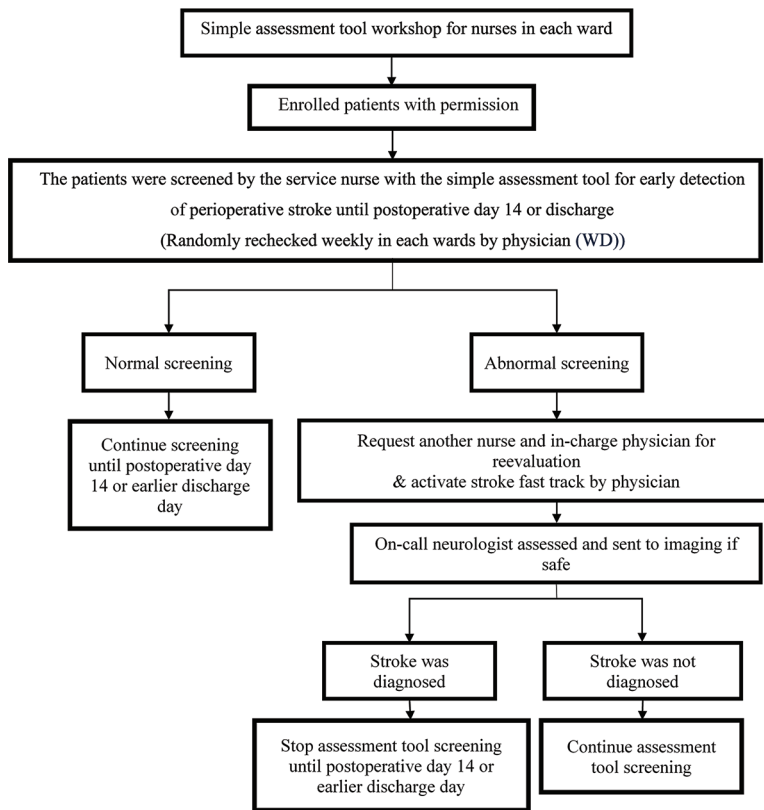 Simple assessment tool workshop for nurses in each ward
Enrolled patients with permission
The patients were screened by the service nurse with the simple assessment tool for early detection
of perioperative stroke until postoperative day 14 or discharge
(Randomly rechecked weekly in each wards by physician (WD))
Normal screening
Abnormal screening
Continue screening
until postoperative day
14 or earlier discharge
day
Request another nurse and in-charge physician for
reevaluation
& activate stroke fast track by physician
On-call neurologist assessed and sent to imaging if
safe
Stroke was
diagnosed
Stroke was not
diagnosed
Stop assessment tool screening
until postoperative day 14 or
earlier discharge day
Continue assessment
tool screening